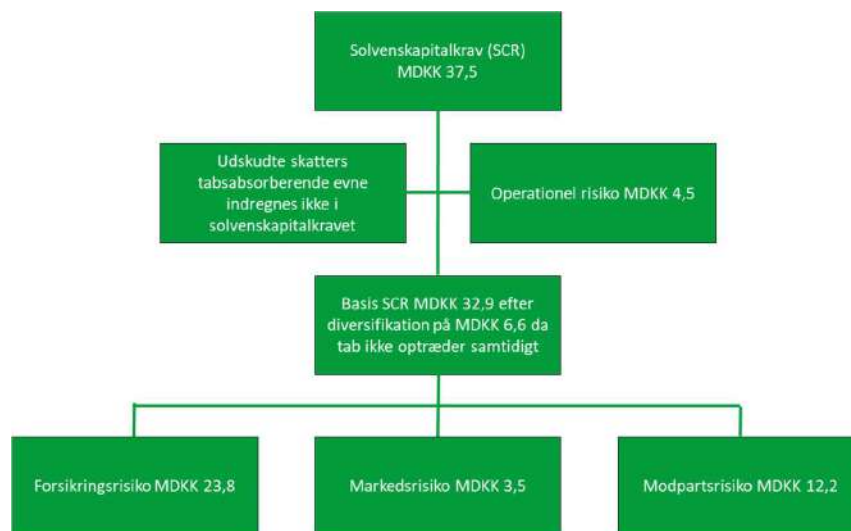 Solvenskapitalkrav (SCR)
MDKK 37,5
Udskudte skatters
tabsabsorberende evne
indregnes ikke i
solvenskapitalkravet
Operationel risiko MDKK 4,5
Basis SCR MDKK 32,9 efter
diversifikation på MDKK 6,6 da
tab ikke optræder samtidigt
Forsikringsrisiko MDKK 23,8
Markedsrisiko MDKK 3,5
Modpartsrisiko MDKK 12,2